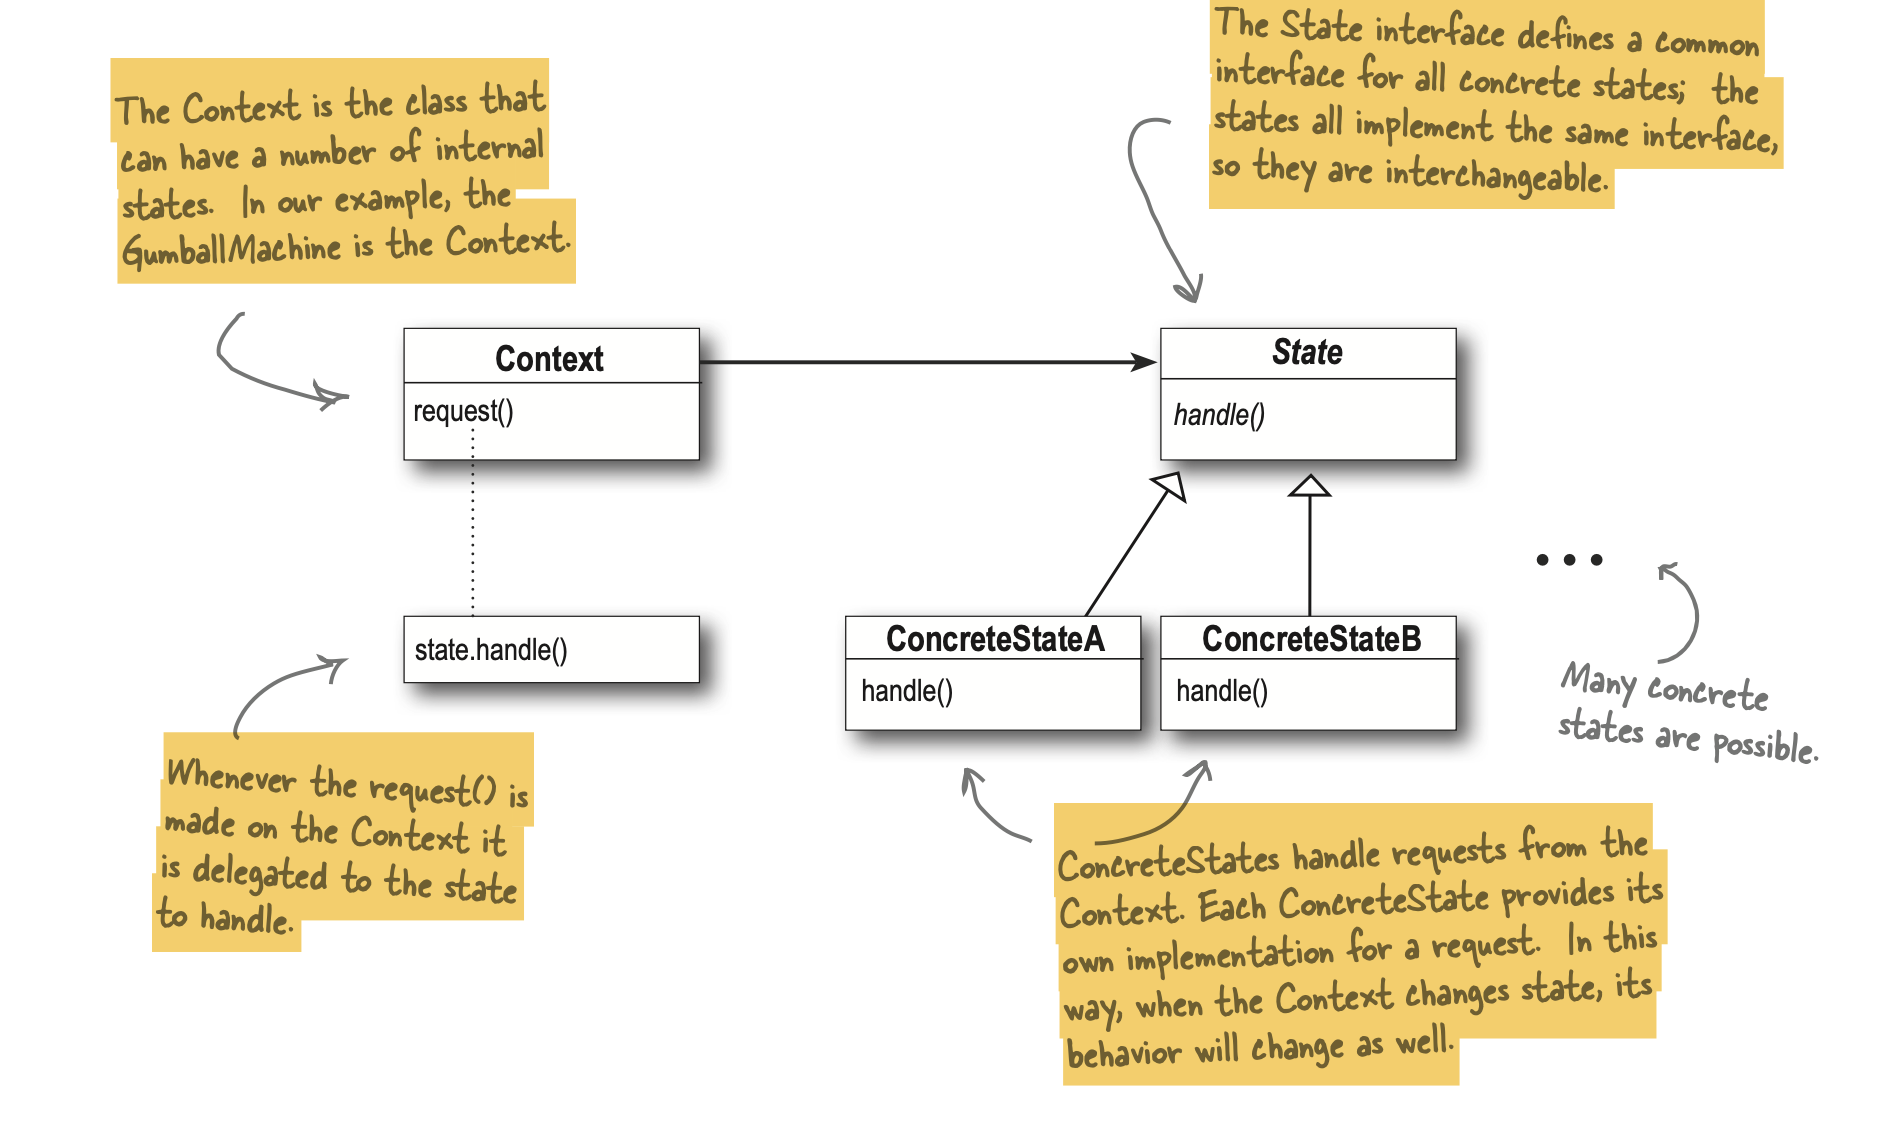 The Context is the class that
can have a number of internal
states. In our example, the
GumballMachine is the Context.
The State interface defines a common
interface for all concrete states; the
states all implement the same interface,
so they are interchangeable.
Context
request()
State
handle()
state.handle()
ConcreteStateA
handle()
ConcreteStateB
handle()
Many concrete
states are possible.
Whenever the request() is
made on the Context it
is delegated to the state
to handle.
ConcreteStates handle requests from the
Context. Each ConcreteState provides its
own implementation for a request. In this
way, when the Context changes state, its
behavior will change as well.